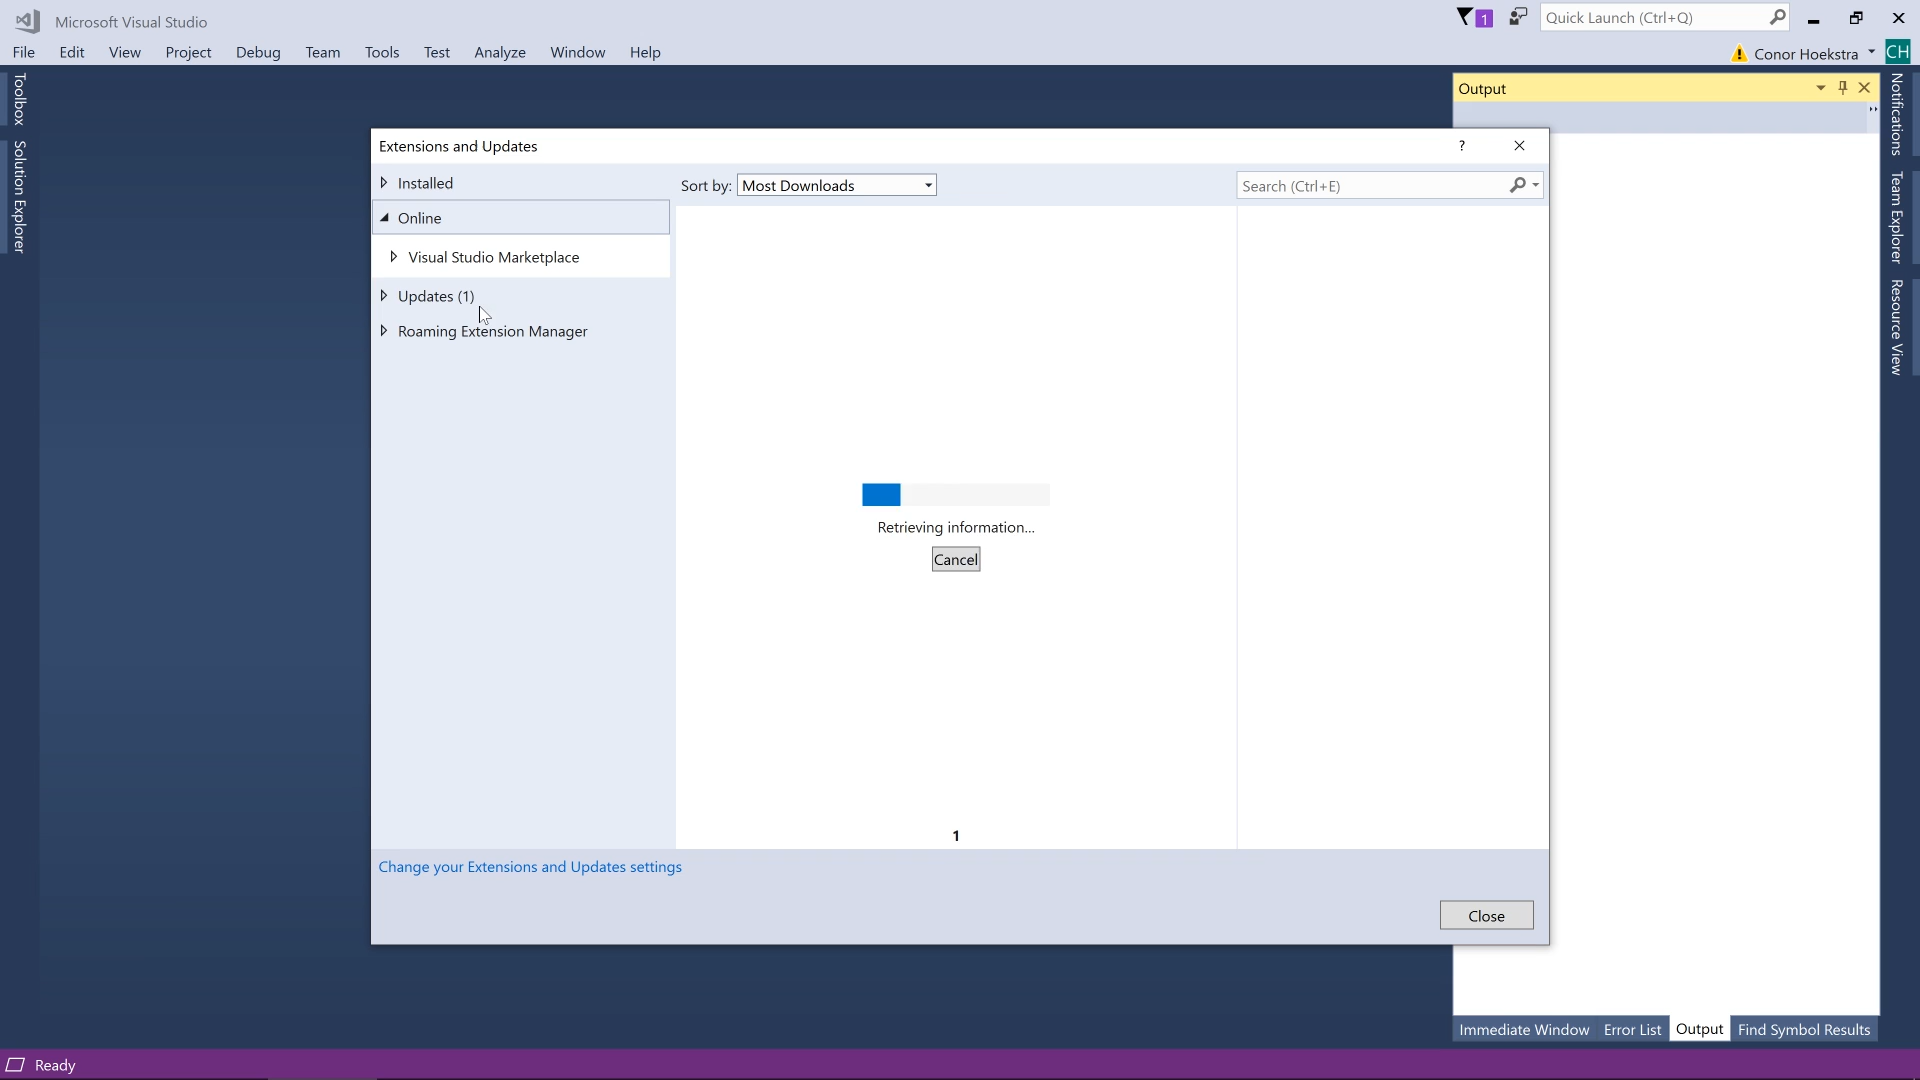 Microsoft Visual Studio
1
Quick Launch (Ctrl+Q)
File Edit View Project Debug Team Tools Test Analyze Window Help
Conor Hoekstra
CH
Toolbox
Solution Explorer
Output
Notifications
Team Explorer
Resource View
Extensions and Updates
?
Installed
Online
Visual Studio Marketplace
Updates (1)
Roaming Extension Manager
Sort by: Most Downloads
Search (Ctrl+E)
Retrieving information...
Cancel
1
Change your Extensions and Updates settings
Close
Immediate Window Error List Output Find Symbol Results
Ready